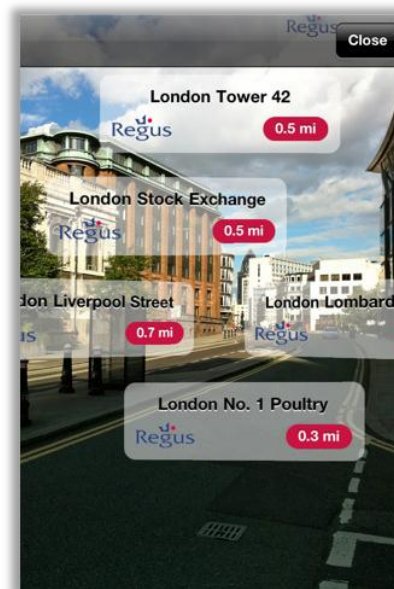 Regus
Close
London Tower 42
Regus
0.5 mi
London Stock Exchange
Regus
0.5 mi
don Liverpool Street
us
0.7 mi
London Lombard
Regus
London No. 1 Poultry
Regus
0.3 mi